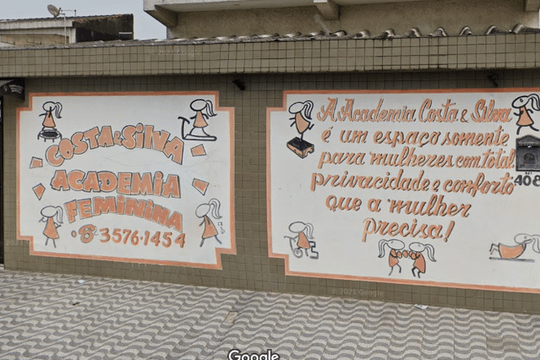 COSTA & SILVA
ACADEMIA
FEMININA
3576-1454
A Academia Costa & Silva
é um espaço somente
para mulheres com total
privacidade e conforto
que a mulher
precisa!
408
Google